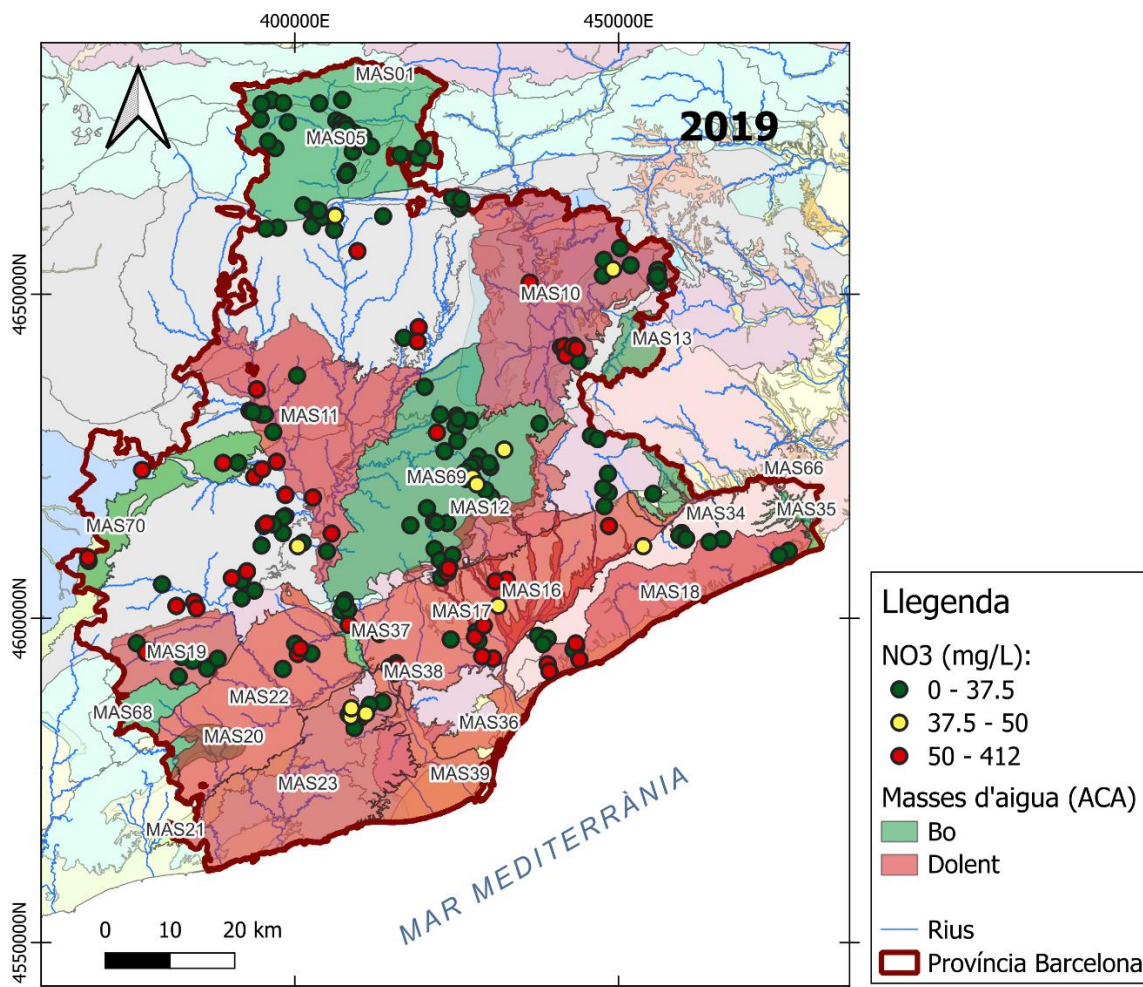 400000E
450000E
2019
MAS01
MAS05
4650000N
MAS10
MAS13
MAS11
MAS69
MAS12
MAS66
MAS70
MAS34
MAS35
MAS16
MAS18
4600000N
MAS17
MAS37
MAS19
MAS38
MAS22
MAS68
MAS36
MAS20
MAS39
MAS23
MAS21
MAR MEDITERRÀNIA
0 10 20 km
4550000N
Llegenda
NO3 (mg/L):
0 - 37.5
37.5 - 50
50 - 412
Masses d'aigua (ACA)
Bo
Dolent
Rius
Província Barcelona